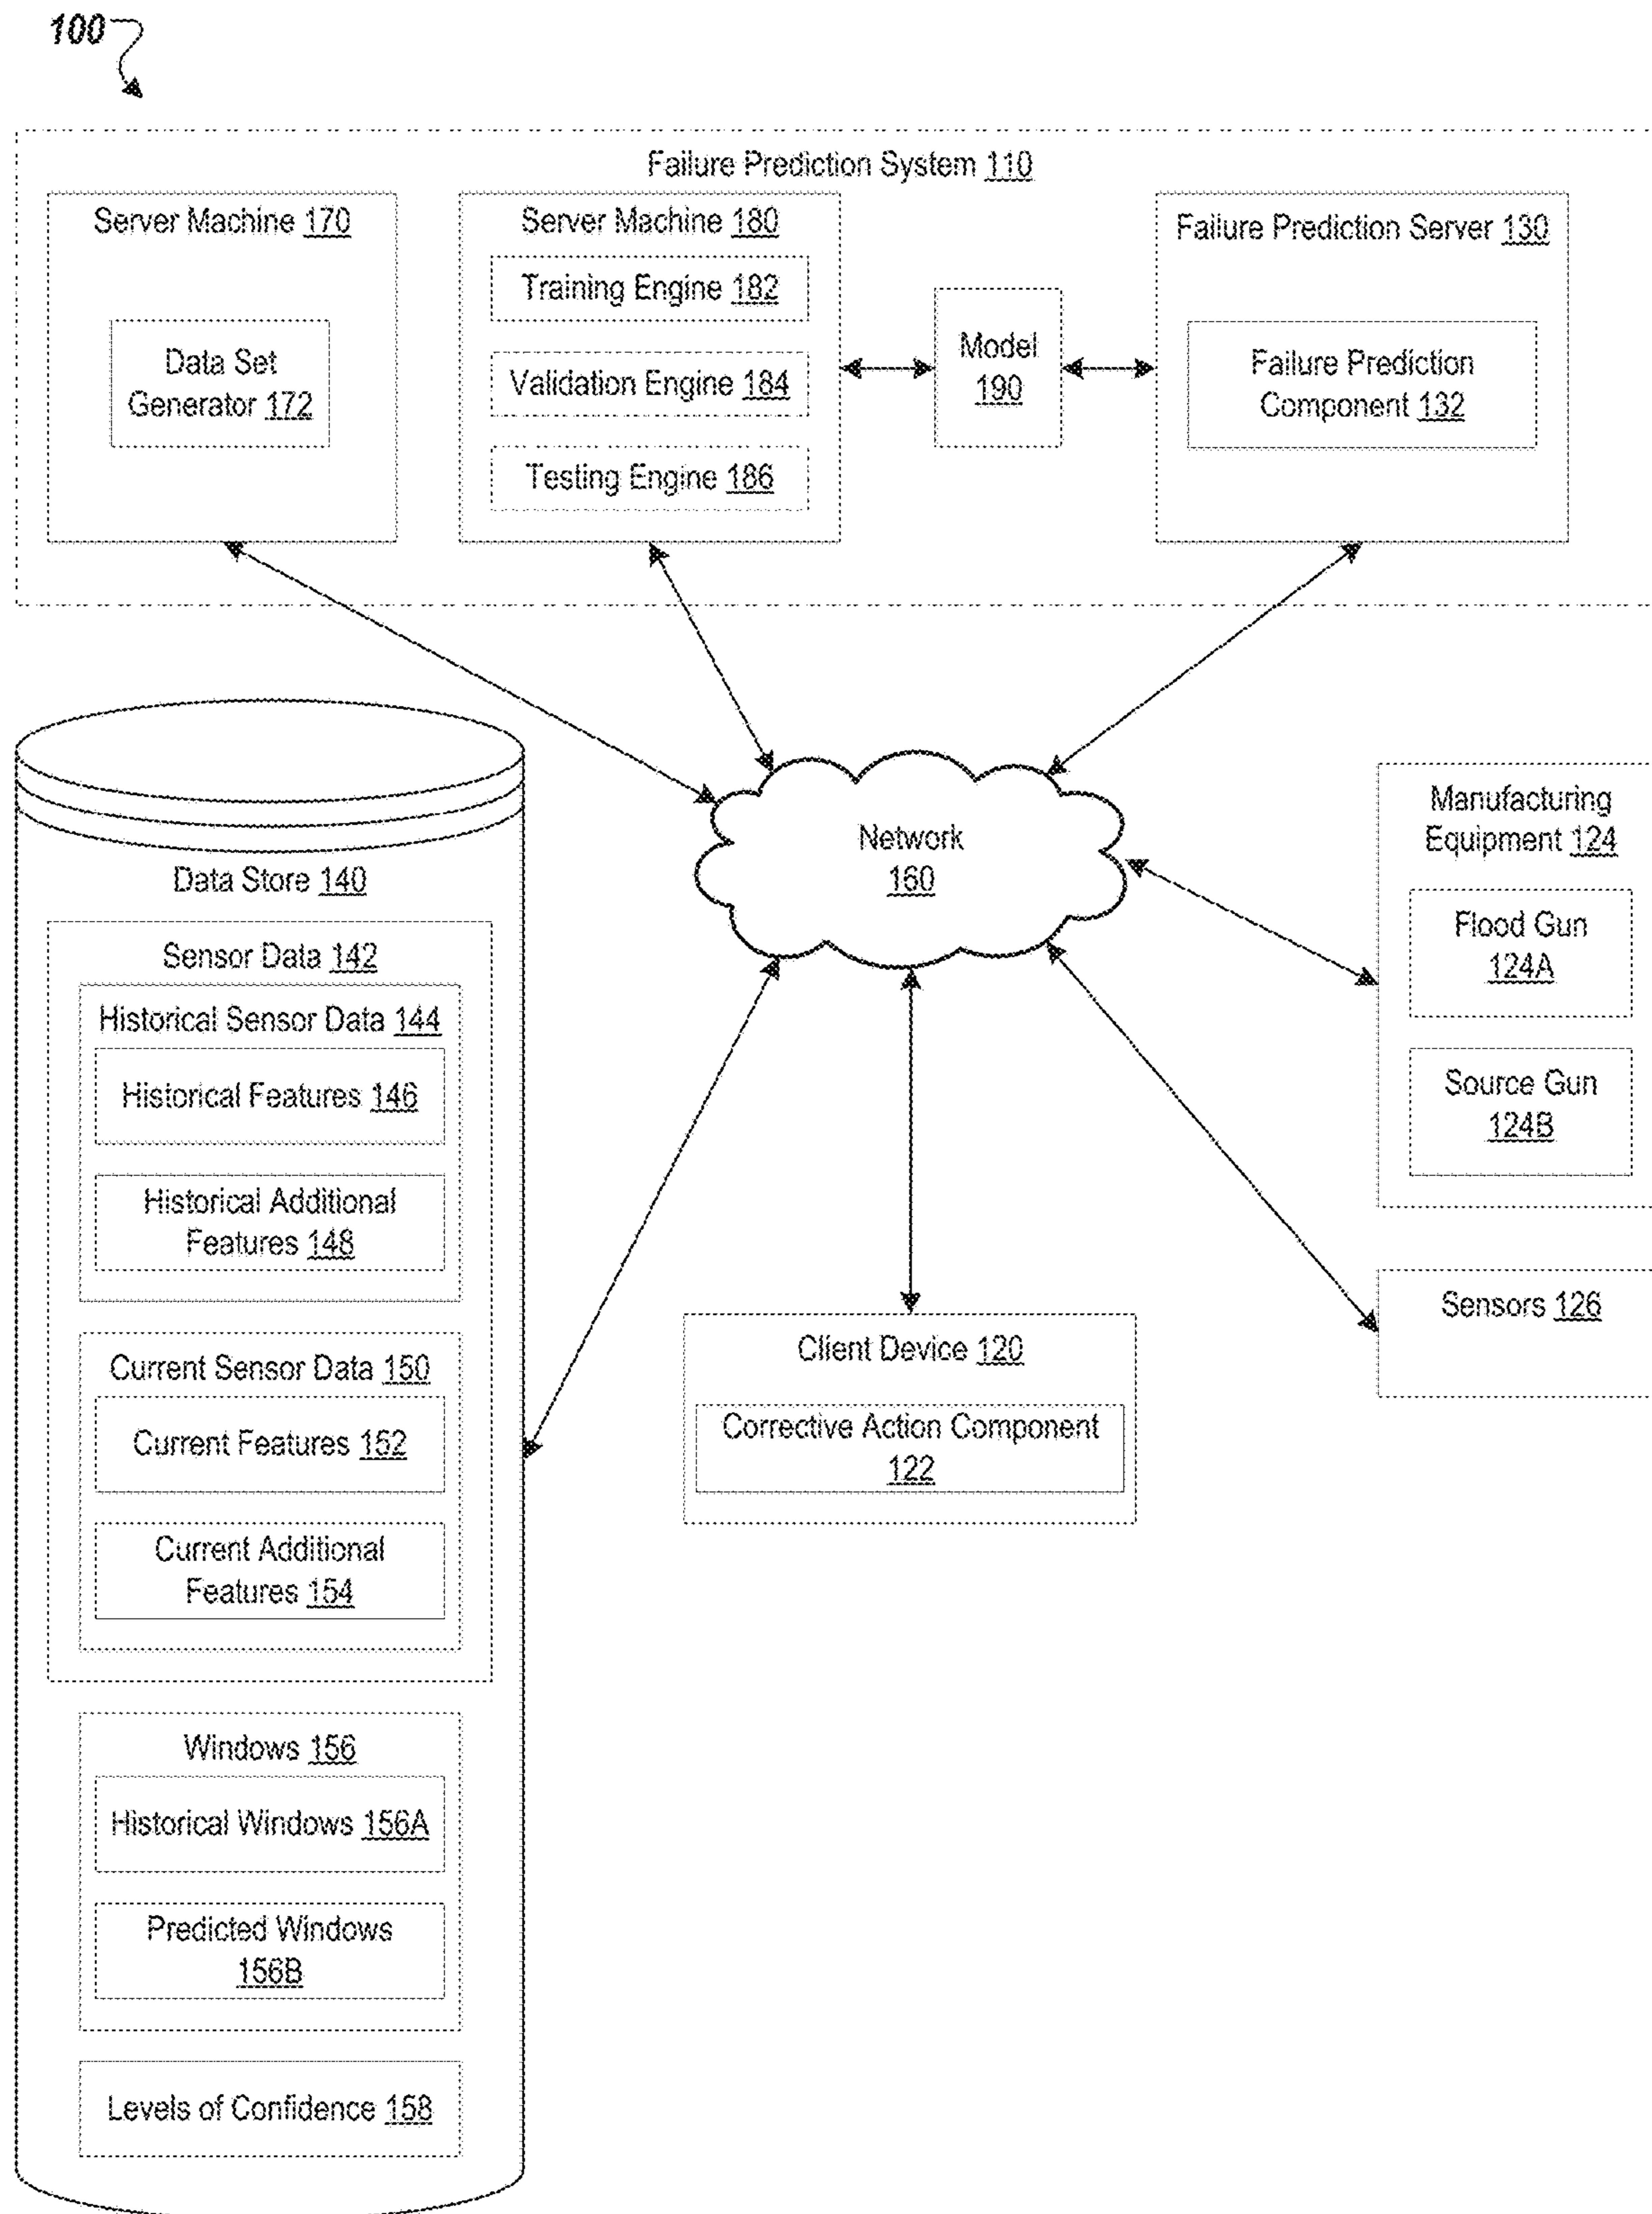 100
Failure Prediction System 110
Server Machine 170
Data Set
Generator 172
Server Machine 180
Training Engine 182
Validation Engine 184
Testing Engine 186
Model
190
Failure Prediction Server 130
Failure Prediction
Component 132
Data Store 140
Sensor Data 142
Historical Sensor Data 144
Historical Features 146
Historical Additional
Features 148
Current Sensor Data 150
Current Features 152
Current Additional
Features 154
Windows 156
Historical Windows 156A
Predicted Windows
156B
Levels of Confidence 158
Network
160
Client Device 120
Corrective Action Component
122
Manufacturing
Equipment 124
Flood Gun
124A
Source Gun
124B
Sensors 126